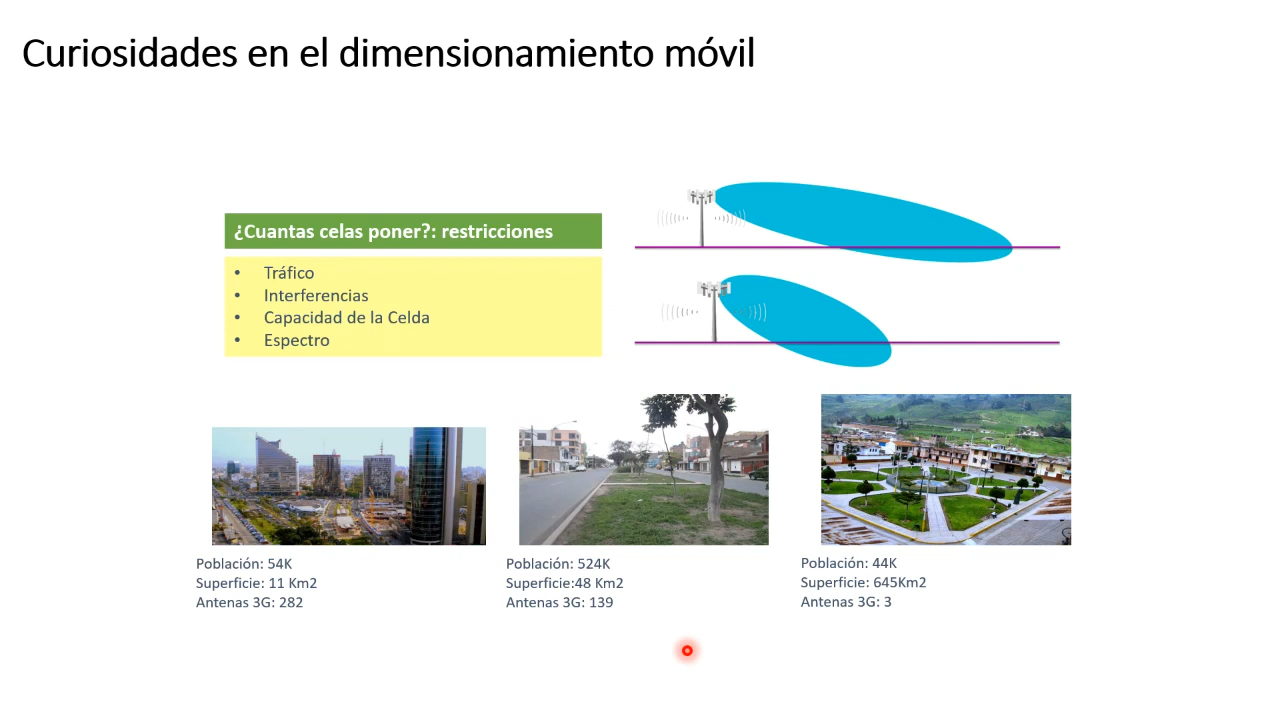 Curiosidades en el dimensionamiento móvil
¿Cuantas celas poner?: restricciones
• Tráfico
• Interferencias
• Capacidad de la Celda
• Espectro
Población: 54K
Superficie: 11 Km2
Antenas 3G: 282
Población: 524K
Superficie:48 Km2
Antenas 3G: 139
Población: 44K
Superficie: 645Km2
Antenas 3G: 3